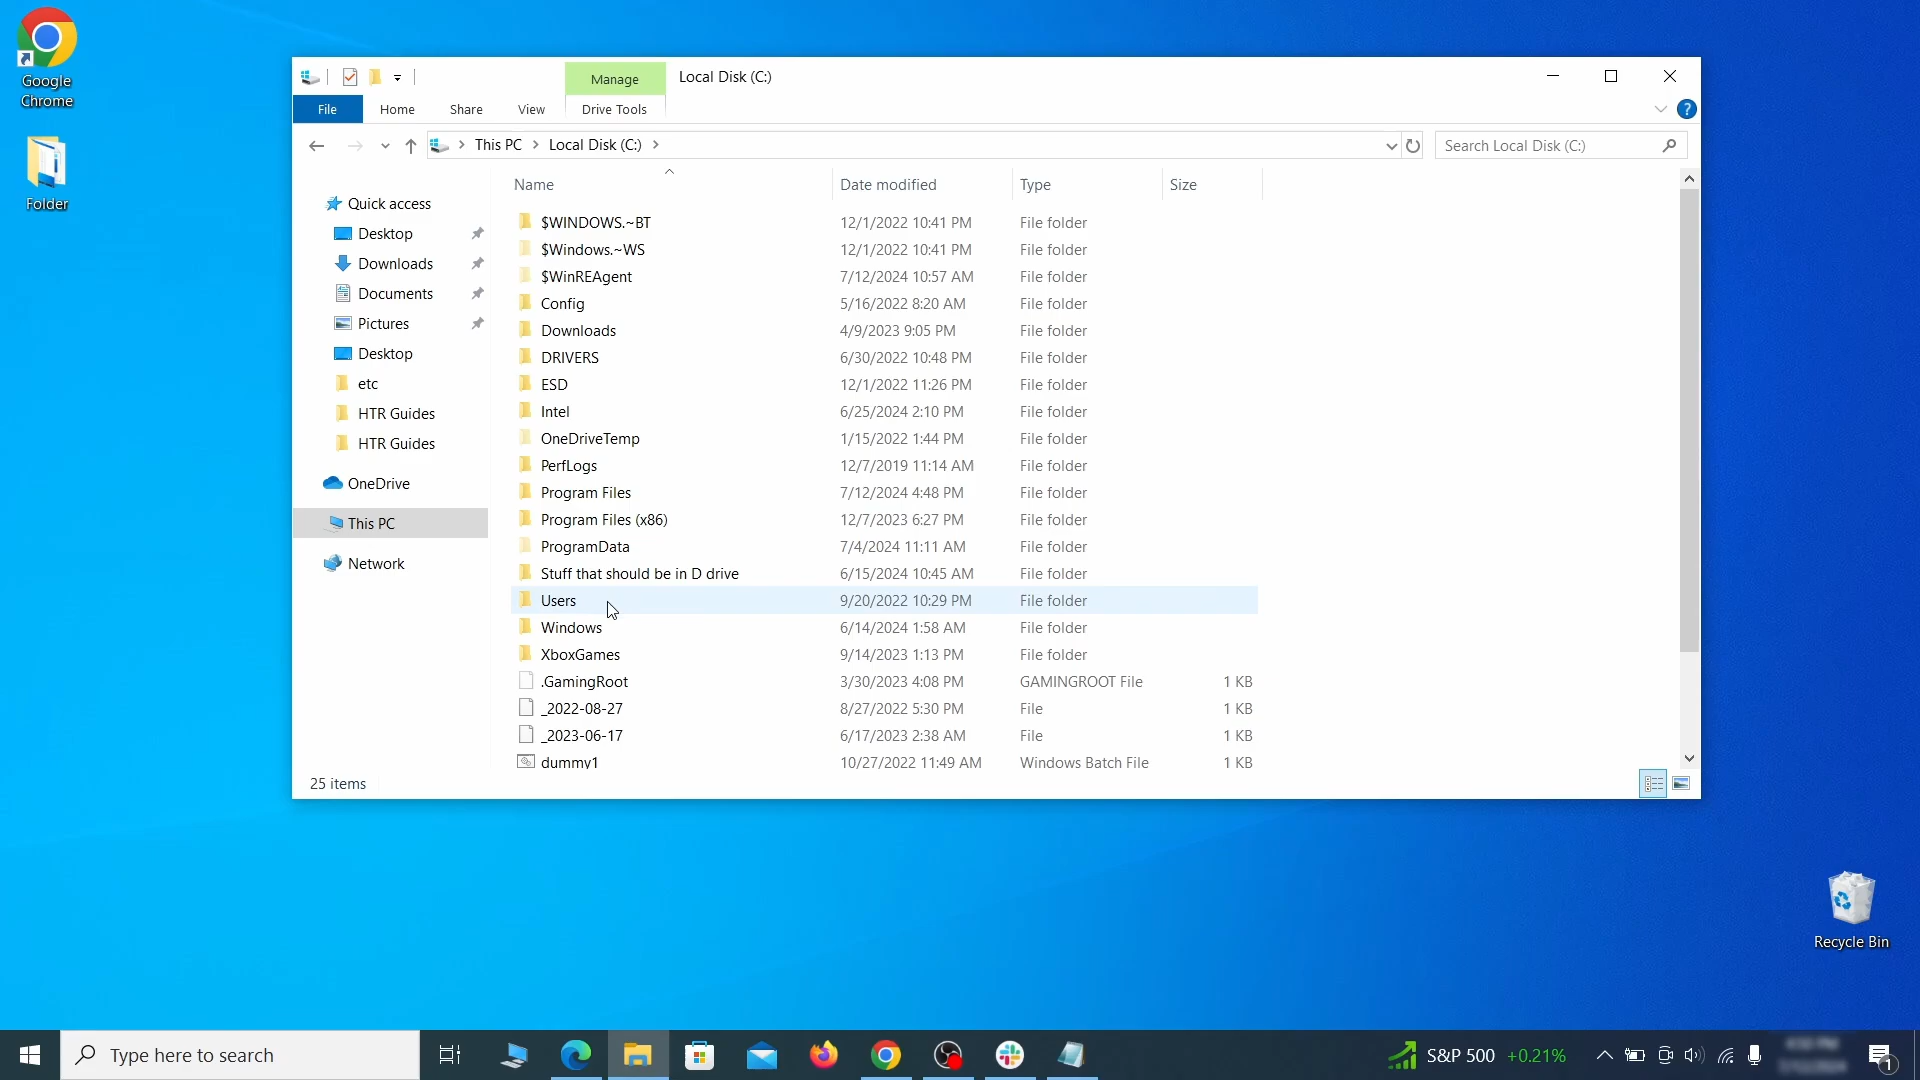 Google
Chrome
Folder
Manage
Local Disk (C:)
File
Home
Share
View
Drive Tools
?
This PC
Local Disk (C:)
Search Local Disk (C:)
Name
Date modified
Type
Size
Quick access
Desktop
Downloads
Documents
Pictures
Desktop
etc
HTR Guides
HTR Guides
OneDrive
This PC
Network
$WINDOWS.~BT 12/1/2022 10:41 PM File folder
$Windows.~WS 12/1/2022 10:41 PM File folder
$WinREAgent 7/12/2024 10:57 AM File folder
Config 5/16/2022 8:20 AM File folder
Downloads 4/9/2023 9:05 PM File folder
DRIVERS 6/30/2022 10:48 PM File folder
ESD 12/1/2022 11:26 PM File folder
Intel 6/25/2024 2:10 PM File folder
OneDriveTemp 1/15/2022 1:44 PM File folder
PerfLogs 12/7/2019 11:14 AM File folder
Program Files 7/12/2024 4:48 PM File folder
Program Files (x86) 12/7/2023 6:27 PM File folder
ProgramData 7/4/2024 11:11 AM File folder
Stuff that should be in D drive 6/15/2024 10:45 AM File folder
Users 9/20/2022 10:29 PM File folder
Windows 6/14/2024 1:58 AM File folder
XboxGames 9/14/2023 1:13 PM File folder
.GamingRoot 3/30/2023 4:08 PM GAMINGROOT File 1 KB
_2022-08-27 8/27/2022 5:30 PM File 1 KB
_2023-06-17 6/17/2023 2:38 AM File 1 KB
dummy1 10/27/2022 11:49 AM Windows Batch File 1 KB
25 items
Recycle Bin
Type here to search
S&P 500 +0.21%
1